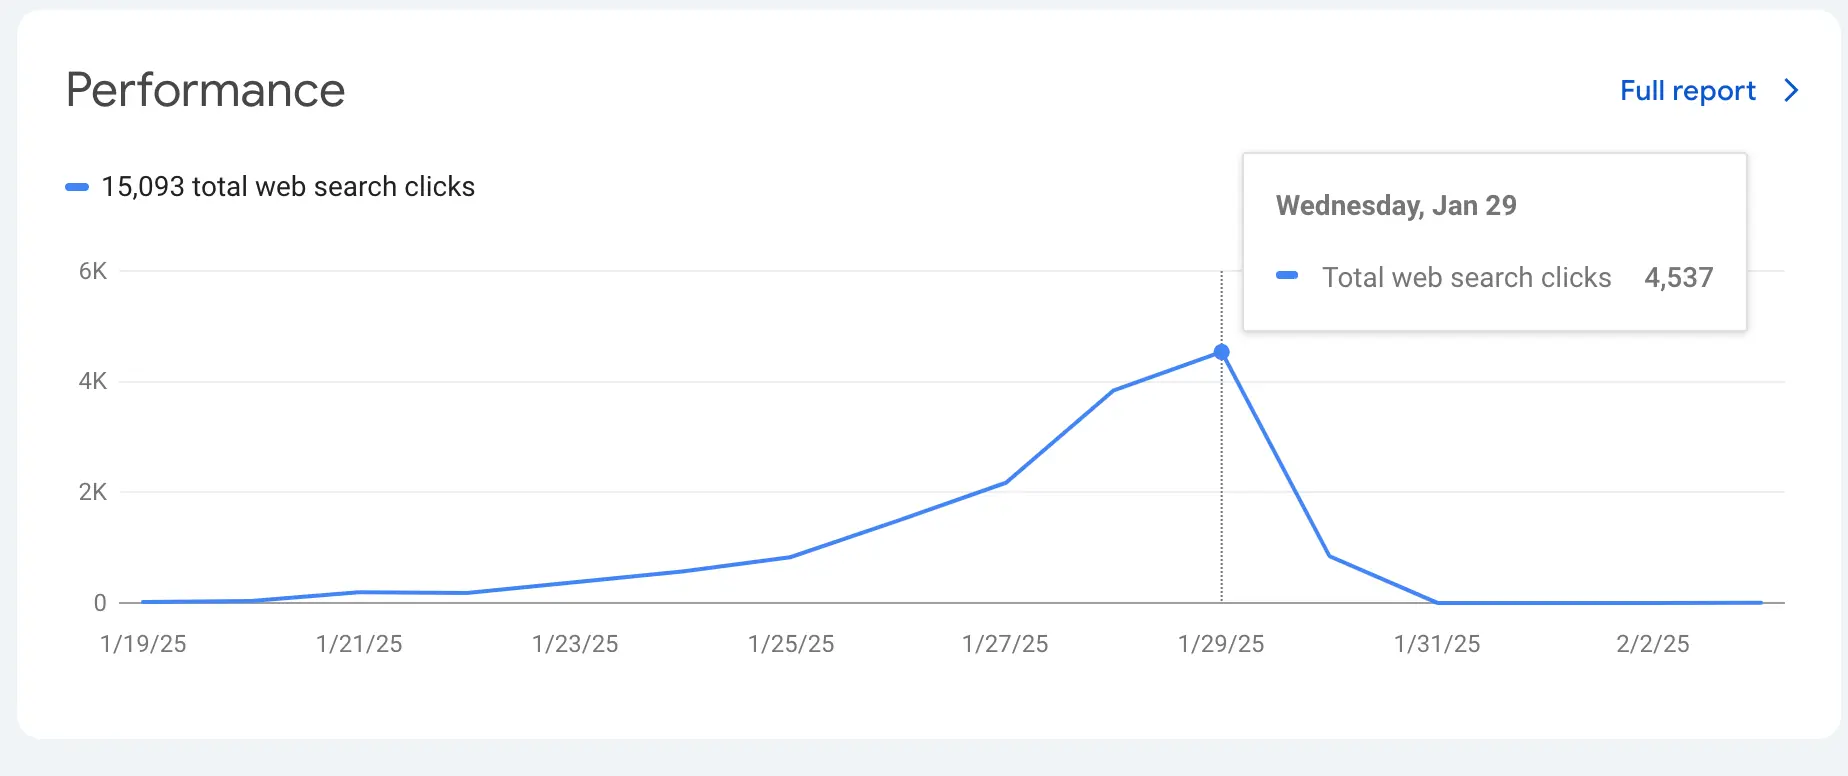 Performance
Full report
15,093 total web search clicks
Wednesday, Jan 29
Total web search clicks 4,537
6K
4K
2K
0
1/19/25 1/21/25 1/23/25 1/25/25 1/27/25 1/29/25 1/31/25 2/2/25